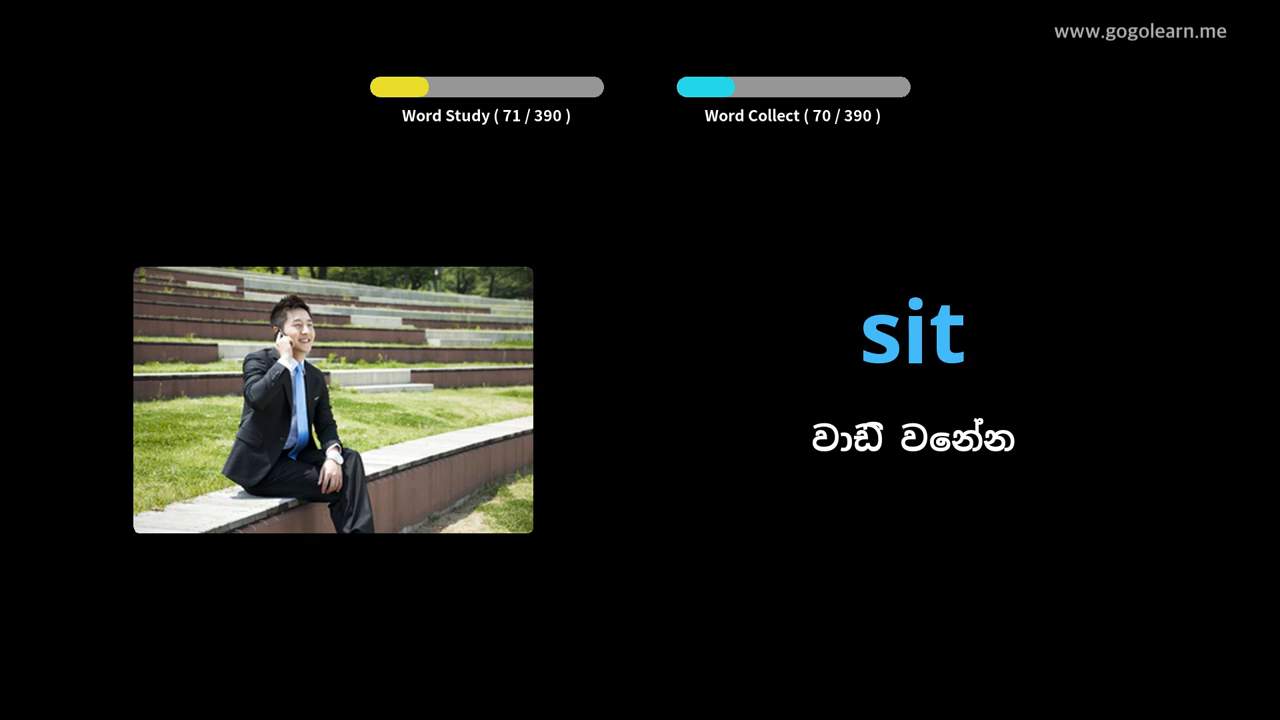 www.gogolearn.me
Word Study ( 71 / 390 )
Word Collect ( 70 / 390 )
sit
වාඩි වනේන